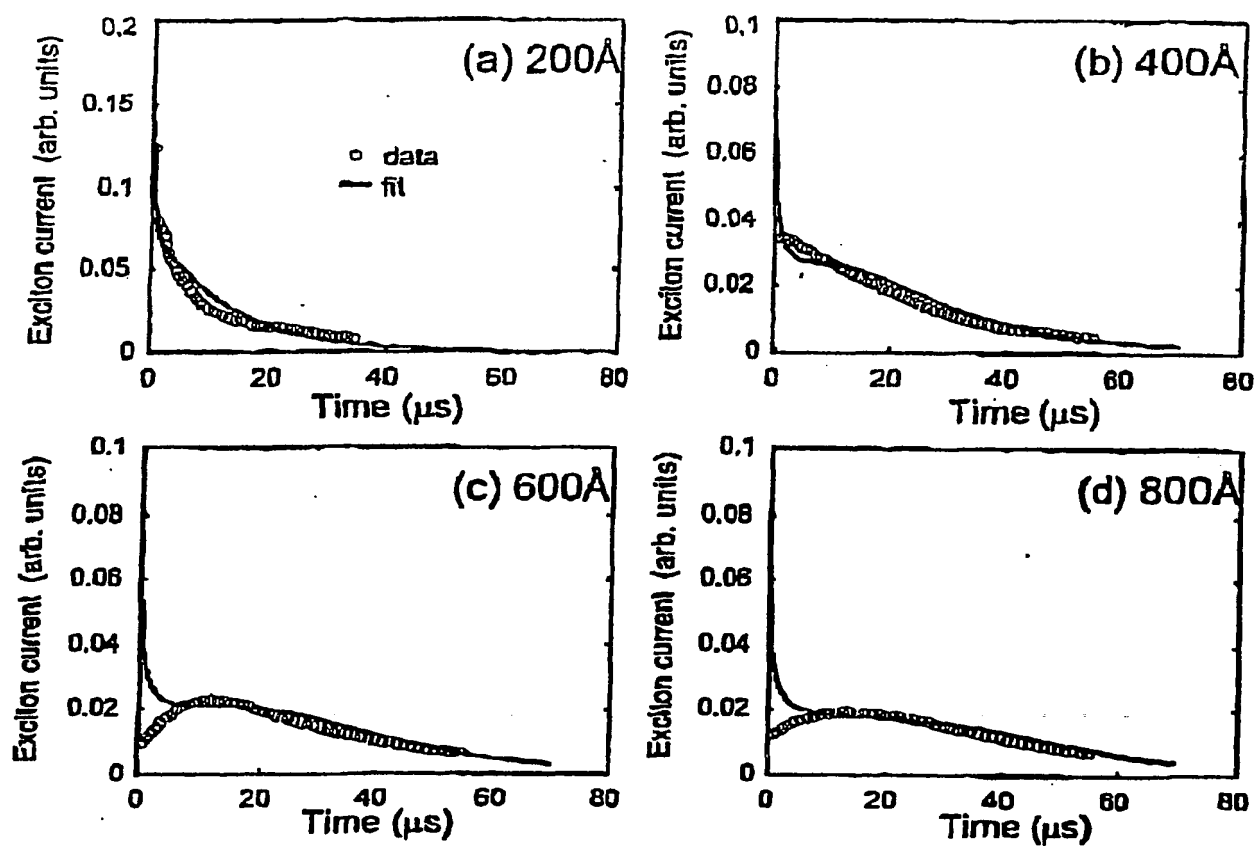 (a) 200Å
Exciton current (arb. units)
0.2
0.15
0.1
0.05
0
data
fit
0 20 40 60 80
Time (μs)
(b) 400Å
Exciton current (arb. units)
0.1
0.08
0.06
0.04
0.02
0
0 20 40 60 80
Time (μs)
(c) 600Å
Exciton current (arb. units)
0.1
0.08
0.06
0.04
0.02
0
0 20 40 60 80
Time (μs)
(d) 800Å
Exciton current (arb. units)
0.1
0.08
0.06
0.04
0.02
0
0 20 40 60 80
Time (μs)